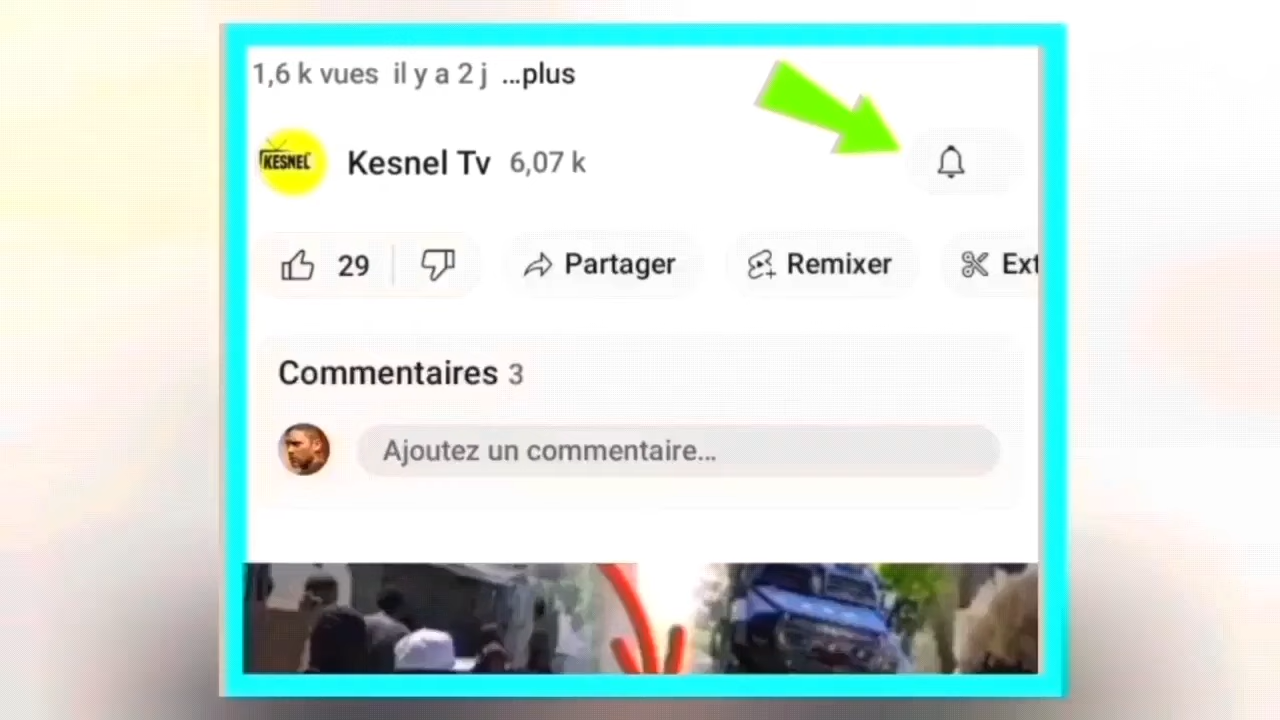 1,6 k vues il y a 2 j ...plus
KESNEL
Kesnel Tv 6,07 k
29 Partager Remixer Ext
Commentaires 3
Ajoutez un commentaire...